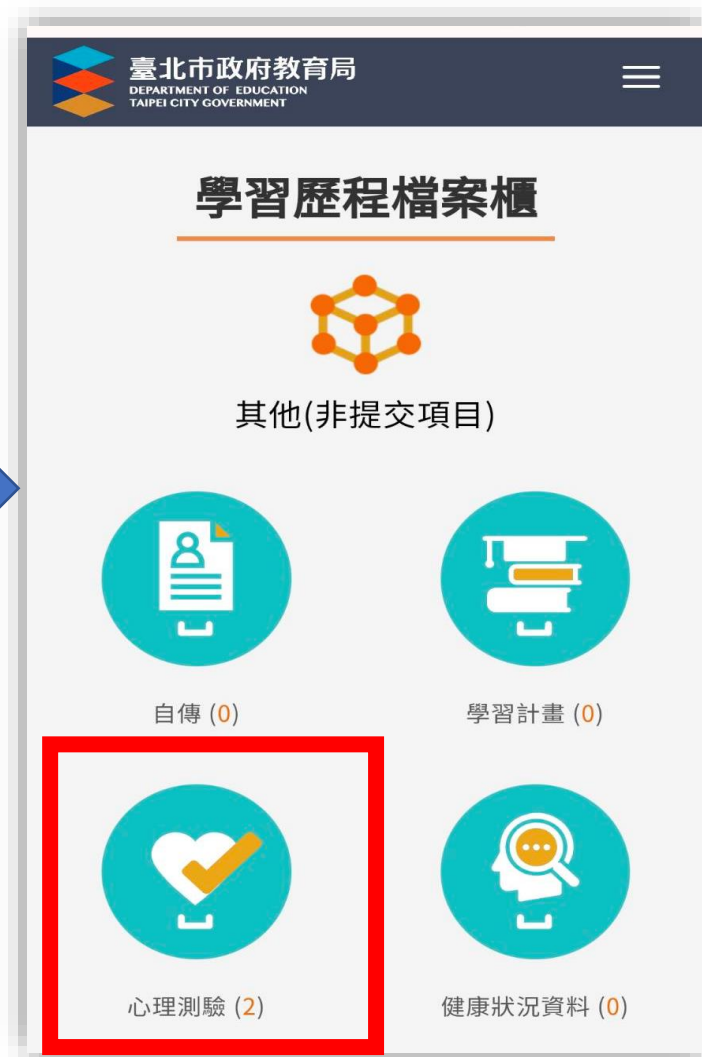 臺北市政府教育局
DEPARTMENT OF EDUCATION
TAIPEI CITY GOVERNMENT
學習歷程檔案櫃
其他(非提交項目)
自傳 (0)
學習計畫 (0)
心理測驗 (2)
健康狀況資料 (0)